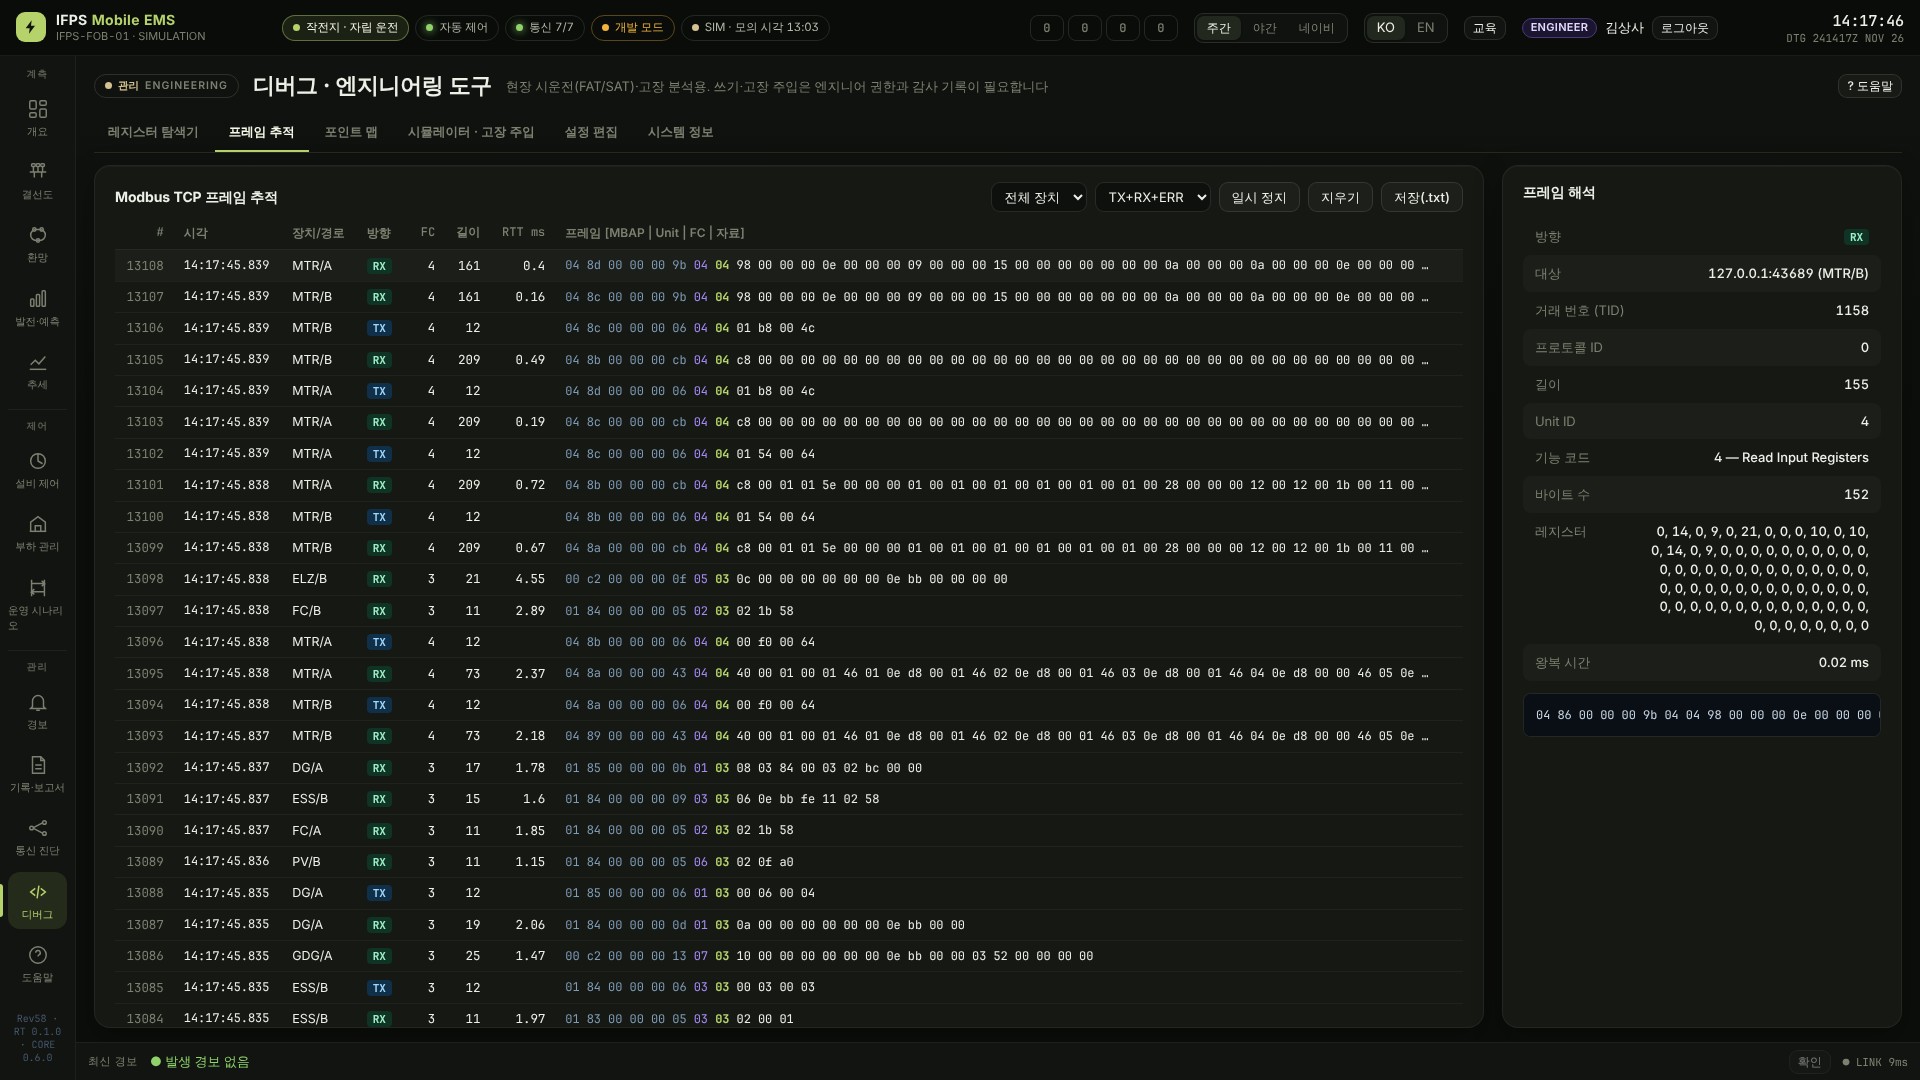 IFPS Mobile EMS
IFPS-FOB-01 · SIMULATION
작전지 · 자립 운전
자동 제어
통신 7/7
개발 모드
SIM · 모의 시각 13:03
0 0 0 0
주간 야간 네이비
KO EN
교육
ENGINEER 김상사 로그아웃
14:17:46
DTG 241417Z NOV 26
계측
개요
결선도
환망
발전·예측
추세
제어
설비 제어
부하 관리
운영 시나리오
관리
경보
기록·보고서
통신 진단
디버그
도움말
Rev58 · RT 0.1.0 · CORE 0.6.0
관리 ENGINEERING
디버그 · 엔지니어링 도구
현장 시운전(FAT/SAT)·고장 분석용. 쓰기·고장 주입은 엔지니어 권한과 감사 기록이 필요합니다
? 도움말
레지스터 탐색기 프레임 추적 포인트 맵 시뮬레이터 · 고장 주입 설정 편집 시스템 정보
Modbus TCP 프레임 추적
전체 장치 TX+RX+ERR 일시 정지 지우기 저장(.txt)
# 시각 장치/경로 방향 FC 길이 RTT ms 프레임 [MBAP | Unit | FC | 자료]
13108 14:17:45.839 MTR/A RX 4 161 0.4 04 8d 00 00 00 9b 04 04 98 00 00 00 0e 00 00 00 09 00 00 00 15 00 00 00 00 00 00 00 0a 00 00 00 0a 00 00 00 0e 00 00 00 …
13107 14:17:45.839 MTR/B RX 4 161 0.16 04 8c 00 00 00 9b 04 04 98 00 00 00 0e 00 00 00 09 00 00 00 15 00 00 00 00 00 00 00 0a 00 00 00 0a 00 00 00 0e 00 00 00 …
13106 14:17:45.839 MTR/B TX 4 12 04 8c 00 00 00 06 04 04 01 b8 00 4c
13105 14:17:45.839 MTR/B RX 4 209 0.49 04 8b 00 00 00 cb 04 04 c8 00 00 00 00 00 00 00 00 00 00 00 00 00 00 00 00 00 00 00 00 00 00 00 00 00 00 00 00 00 00 00 …
13104 14:17:45.839 MTR/A TX 4 12 04 8d 00 00 00 06 04 04 01 b8 00 4c
13103 14:17:45.839 MTR/A RX 4 209 0.19 04 8c 00 00 00 cb 04 04 c8 00 00 00 00 00 00 00 00 00 00 00 00 00 00 00 00 00 00 00 00 00 00 00 00 00 00 00 00 00 00 00 …
13102 14:17:45.839 MTR/A TX 4 12 04 8c 00 00 00 06 04 04 01 54 00 64
13101 14:17:45.838 MTR/A RX 4 209 0.72 04 8b 00 00 00 cb 04 04 c8 00 01 01 5e 00 00 00 01 00 01 00 01 00 01 00 01 00 01 00 28 00 00 00 12 00 12 00 1b 00 11 00 …
13100 14:17:45.838 MTR/B TX 4 12 04 8b 00 00 00 06 04 04 01 54 00 64
13099 14:17:45.838 MTR/B RX 4 209 0.67 04 8a 00 00 00 cb 04 04 c8 00 01 01 5e 00 00 00 01 00 01 00 01 00 01 00 01 00 01 00 28 00 00 00 12 00 12 00 1b 00 11 00 …
13098 14:17:45.838 ELZ/B RX 3 21 4.55 00 c2 00 00 00 0f 05 03 0c 00 00 00 00 00 00 0e bb 00 00 00 00
13097 14:17:45.838 FC/B RX 3 11 2.89 01 84 00 00 00 05 02 03 02 1b 58
13096 14:17:45.838 MTR/A TX 4 12 04 8b 00 00 00 06 04 04 00 f0 00 64
13095 14:17:45.838 MTR/A RX 4 73 2.37 04 8a 00 00 00 43 04 04 40 00 01 00 01 46 01 0e d8 00 01 46 02 0e d8 00 01 46 03 0e d8 00 01 46 04 0e d8 00 00 46 05 0e …
13094 14:17:45.838 MTR/B TX 4 12 04 8a 00 00 00 06 04 04 00 f0 00 64
13093 14:17:45.838 MTR/B RX 4 73 2.18 04 89 00 00 00 43 04 04 40 00 01 00 01 46 01 0e d8 00 01 46 02 0e d8 00 01 46 03 0e d8 00 01 46 04 0e d8 00 00 46 05 0e …
13092 14:17:45.837 DG/A RX 3 17 1.78 01 85 00 00 00 0b 01 03 08 03 84 00 03 02 bc 00 00
13091 14:17:45.837 ESS/B RX 3 15 1.6 01 84 00 00 00 09 03 03 06 0e bb fe 11 02 58
13090 14:17:45.837 FC/A RX 3 11 1.85 01 84 00 00 00 05 02 03 02 1b 58
13089 14:17:45.836 PV/B RX 3 11 1.15 01 84 00 00 00 05 06 03 02 0f a0
13088 14:17:45.835 DG/A TX 3 12 01 85 00 00 00 06 01 03 00 06 00 04
13087 14:17:45.835 DG/A RX 3 19 2.06 01 84 00 00 00 0d 01 03 0a 00 00 00 00 00 00 0e bb 00 00
13086 14:17:45.835 GDG/A RX 3 25 1.47 00 c2 00 00 00 13 07 03 10 00 00 00 00 00 00 0e bb 00 00 03 52 00 00 00 00
13085 14:17:45.835 ESS/B TX 3 12 01 84 00 00 00 06 03 03 00 03 00 03
13084 14:17:45.835 ESS/B RX 3 11 1.97 01 83 00 00 00 05 03 03 02 00 01
프레임 해석
방향 RX
대상 127.0.0.1:43689 (MTR/B)
거래 번호 (TID) 1158
프로토콜 ID 0
길이 155
Unit ID 4
기능 코드 4 — Read Input Registers
바이트 수 152
레지스터 0, 14, 0, 9, 0, 21, 0, 0, 0, 10, 0, 10,
0, 14, 0, 9, 0, 0, 0, 0, 0, 0, 0, 0, 0, 0,
0, 0, 0, 0, 0, 0, 0, 0, 0, 0, 0, 0, 0, 0,
0, 0, 0, 0, 0, 0, 0, 0, 0, 0, 0, 0, 0, 0,
0, 0, 0, 0, 0, 0, 0, 0, 0, 0, 0, 0, 0, 0,
0, 0, 0, 0, 0, 0, 0, 0
왕복 시간 0.02 ms
04 86 00 00 00 9b 04 04 98 00 00 00 0e 00 00 00
최신 경보 발생 경보 없음
확인 LINK 9ms